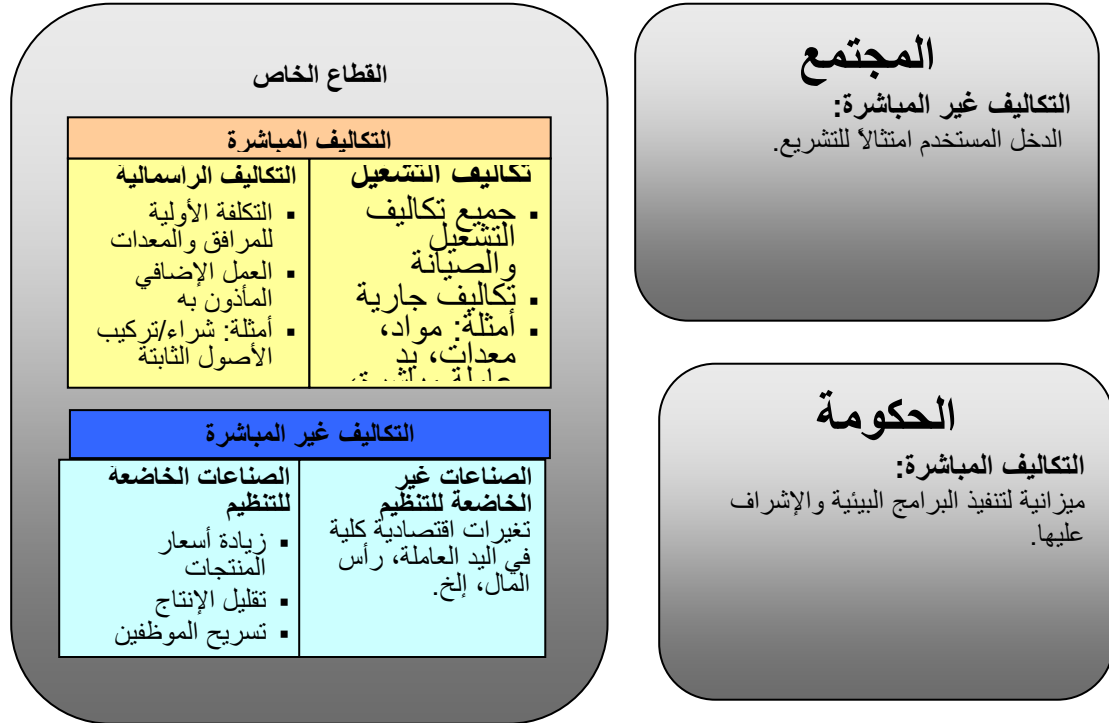 القطاع الخاص
التكاليف المباشرة
تكاليف التشغيل
▪ جميع تكاليف
التشغيل
والصيانة
▪ تكاليف جارية
▪ أمثلة: مواد،
معدات، يد
عاملة مباشرة،
التكاليف الراسمالية
▪ التكلفة الأولية
للمرافق والمعدات
▪ العمل الإضافي
المأذون به
▪ أمثلة: شراء/تركيب
الأصول الثابتة
التكاليف غير المباشرة
الصناعات غير
الخاضعة للتنظيم
تغيرات اقتصادية كلية
في اليد العاملة، رأس
المال، إلخ.
الصناعات الخاضعة
للتنظيم
▪ زيادة أسعار
المنتجات
▪ تقليل الإنتاج
▪ تسريح الموظفين
المجتمع
التكاليف غير المباشرة:
الدخل المستخدم امتثالاً للتشريع.
الحكومة
التكاليف المباشرة:
ميزانية لتنفيذ البرامج البيئية والإشراف
عليها.